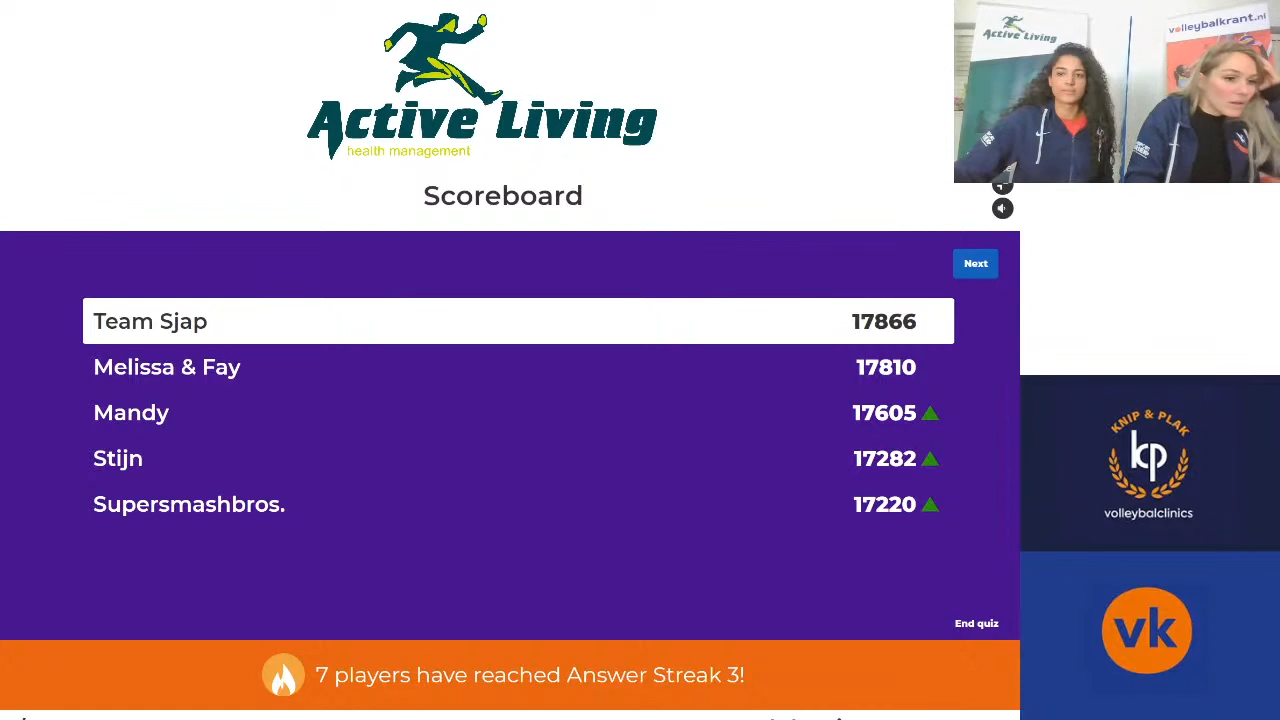 Active Living
health management
Active Living
volleybalkrant.nl
Scoreboard
Next
Team Sjap 17866
Melissa & Fay 17810
Mandy 17605
Stijn 17282
Supersmashbros. 17220
End quiz
7 players have reached Answer Streak 3!
KNIP & PLAK
kp
volleybalclinics
vk